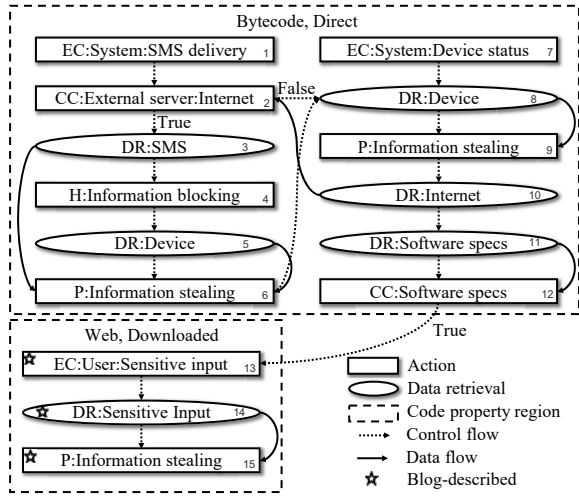 Bytecode, Direct
EC:System:SMS delivery 1
CC:External server:Internet 2
True
False
DR:SMS 3
H:Information blocking 4
DR:Device 5
P:Information stealing 6
EC:System:Device status 7
DR:Device 8
P:Information stealing 9
DR:Internet 10
DR:Software specs 11
CC:Software specs 12
True
Web, Downloaded
EC:User:Sensitive input 13
DR:Sensitive Input 14
P:Information stealing 15
Action
Data retrieval
Code property region
Control flow
Data flow
Blog-described